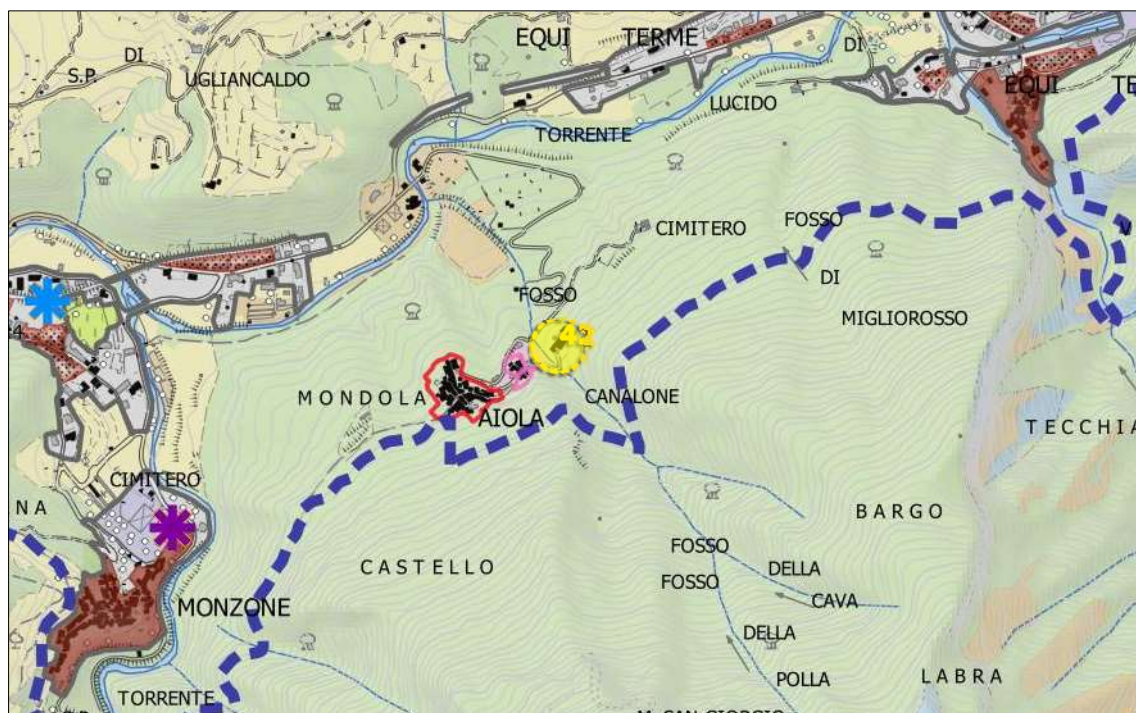 EQUI TERME
DI
DI
S.P.
UGLIANCALDO
EQUI
LUCIDO
TORRENTE
CIMITERO
FOSSO
DI
FOSSO
MIGLIOROSSO
42
MONDOLA
CANALONE
AIOLA
TECCHIA
CIMITERO
NA
BARGO
FOSSO
CASTELLO
DELLA
FOSSO
CAVA
MONZONE
DELLA
LABRA
POLLA
TORRENTE